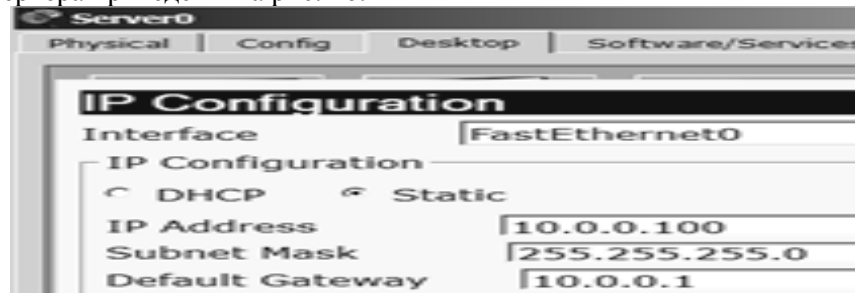 Server0
Physical Config Desktop Software/Services
IP Configuration
Interface FastEthernet0
IP Configuration
DHCP Static
IP Address 10.0.0.100
Subnet Mask 255.255.255.0
Default Gateway 10.0.0.1